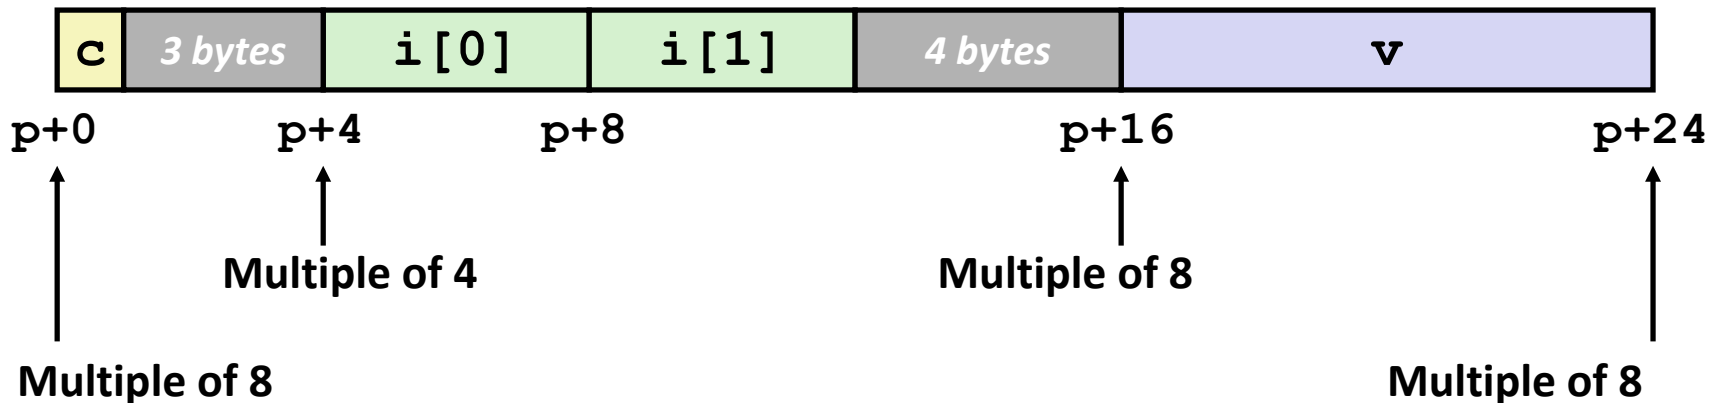 c 3 bytes i[0] i[1] 4 bytes v
p+0 p+4 p+8 p+16 p+24
Multiple of 4 Multiple of 8
Multiple of 8 Multiple of 8